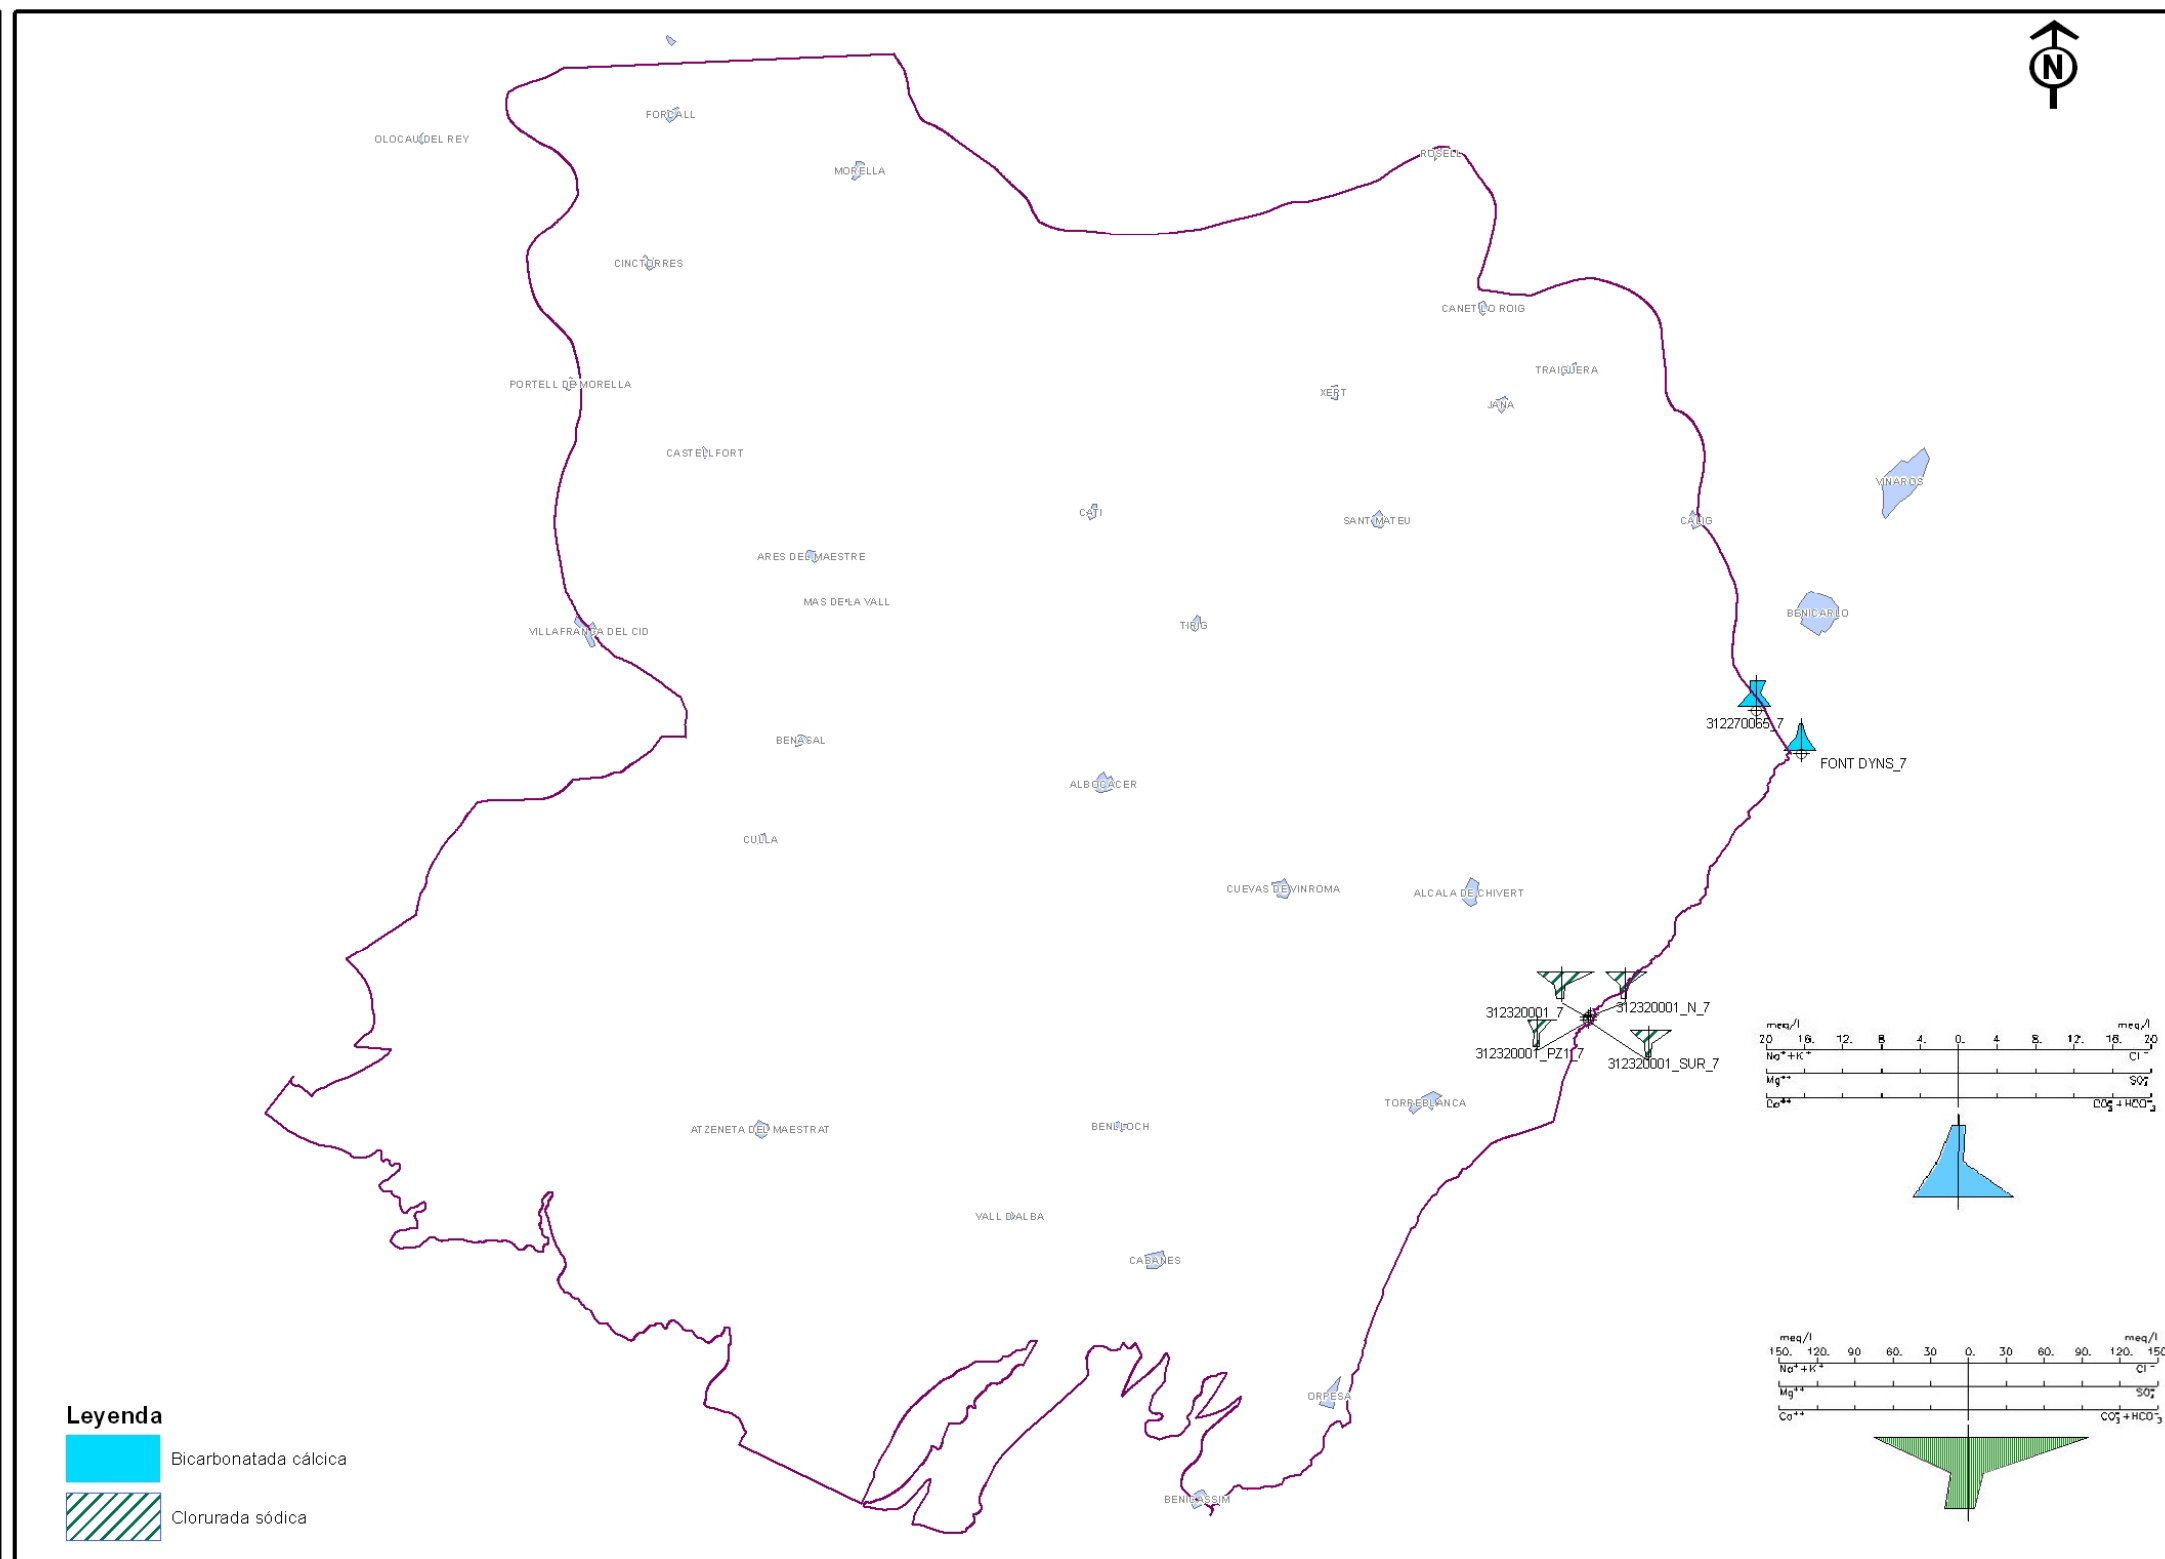 N
FORCALL
OLOCAU DEL REY
ROSELL
MORELLA
CINCTORRES
CANET LO ROIG
TRAIGUERA
PORTELL DE MORELLA
XERT
JANA
CASTELLFORT
VINAROS
CATI
SANT MATEU
CALIG
ARES DEL MAESTRE
MAS DE LA VALL
BENICARLO
TIRIG
VILLAFRANCA DEL CID
312270065_7
BENASAL
FONT DYNS_7
ALBOCACER
CULLA
CUEVAS DE VINROMA
ALCALA DE CHIVERT
312320001_7
312320001_N_7
312320001_PZ1_7
312320001_SUR_7
meq/l meq/l
20 16. 12. 8 4. 0. 4 8. 12. 16. 20
Na⁺+K⁺ Cl⁻
Mg⁺⁺ SO₄⁼
Ca⁺⁺ CO₃⁼+HCO₃⁻
TORREBLANCA
ATZENETA DEL MAESTRAT
BENLLOCH
VALL D'ALBA
CABANES
meq/l meq/l
150. 120. 90 60. 30 0. 30 60. 90. 120. 150
Na⁺+K⁺ Cl⁻
Mg⁺⁺ SO₄⁼
Ca⁺⁺ CO₃⁼+HCO₃⁻
ORPESA
BENICASSIM
Leyenda
Bicarbonatada cálcica
Clorurada sódica